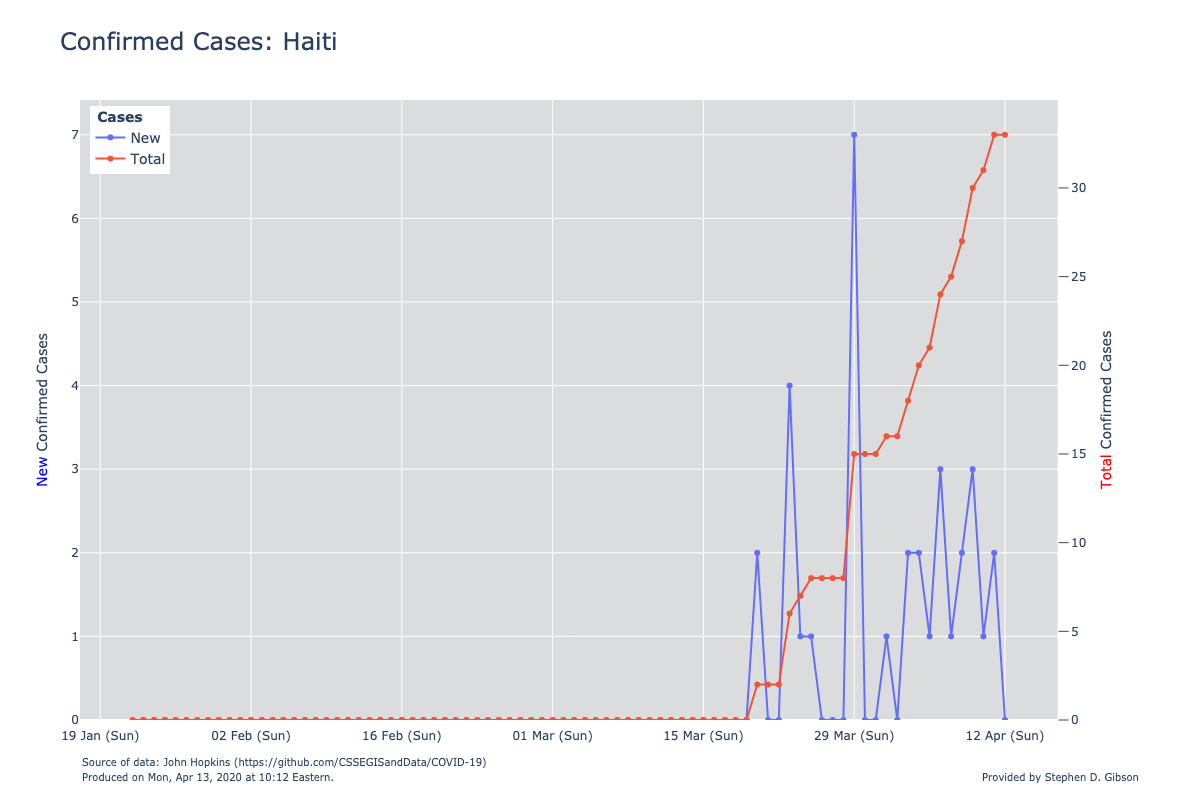 Confirmed Cases: Haiti
Cases
New
Total
7
6
5
4
3
2
1
0
New Confirmed Cases
30
25
20
15
10
5
0
Total Confirmed Cases
19 Jan (Sun) 02 Feb (Sun) 16 Feb (Sun) 01 Mar (Sun) 15 Mar (Sun) 29 Mar (Sun) 12 Apr (Sun)
Source of data: John Hopkins (https://github.com/CSSEGISandData/COVID-19)
Produced on Mon, Apr 13, 2020 at 10:12 Eastern.
Provided by Stephen D. Gibson